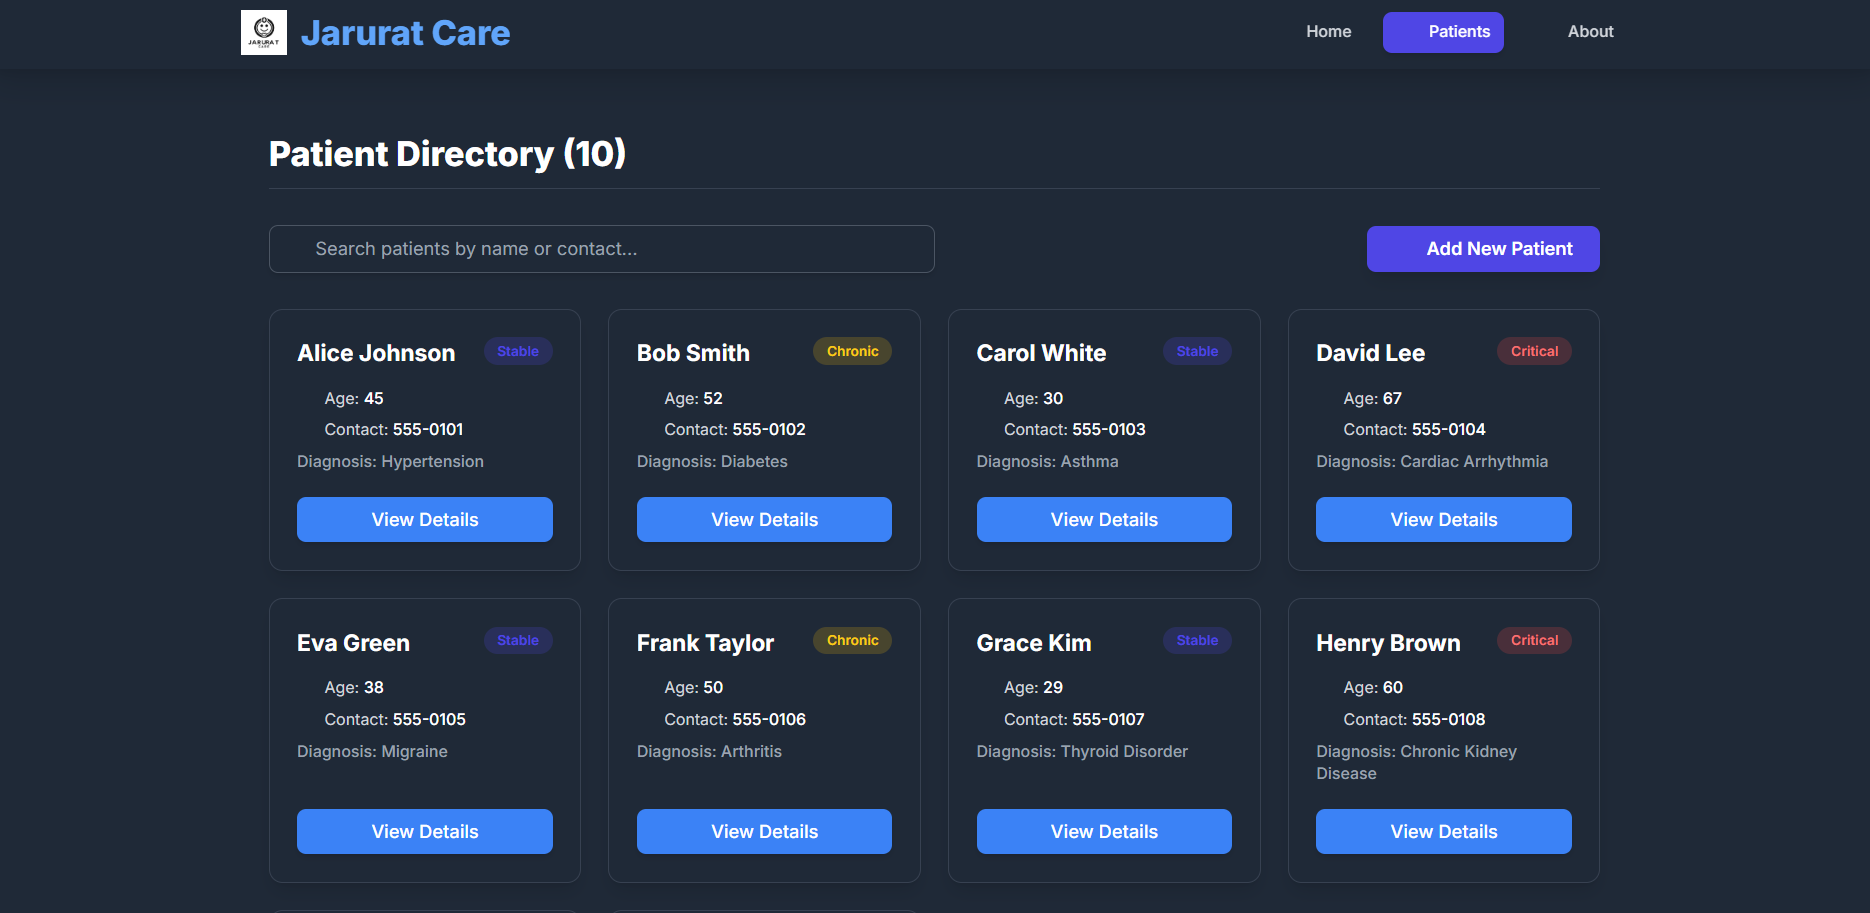 JARURAT
CARE
Jarurat Care
Home
Patients
About
Patient Directory (10)
Search patients by name or contact...
Add New Patient
Alice Johnson
Stable
Age: 45
Contact: 555-0101
Diagnosis: Hypertension
View Details
Bob Smith
Chronic
Age: 52
Contact: 555-0102
Diagnosis: Diabetes
View Details
Carol White
Stable
Age: 30
Contact: 555-0103
Diagnosis: Asthma
View Details
David Lee
Critical
Age: 67
Contact: 555-0104
Diagnosis: Cardiac Arrhythmia
View Details
Eva Green
Stable
Age: 38
Contact: 555-0105
Diagnosis: Migraine
View Details
Frank Taylor
Chronic
Age: 50
Contact: 555-0106
Diagnosis: Arthritis
View Details
Grace Kim
Stable
Age: 29
Contact: 555-0107
Diagnosis: Thyroid Disorder
View Details
Henry Brown
Critical
Age: 60
Contact: 555-0108
Diagnosis: Chronic Kidney
Disease
View Details